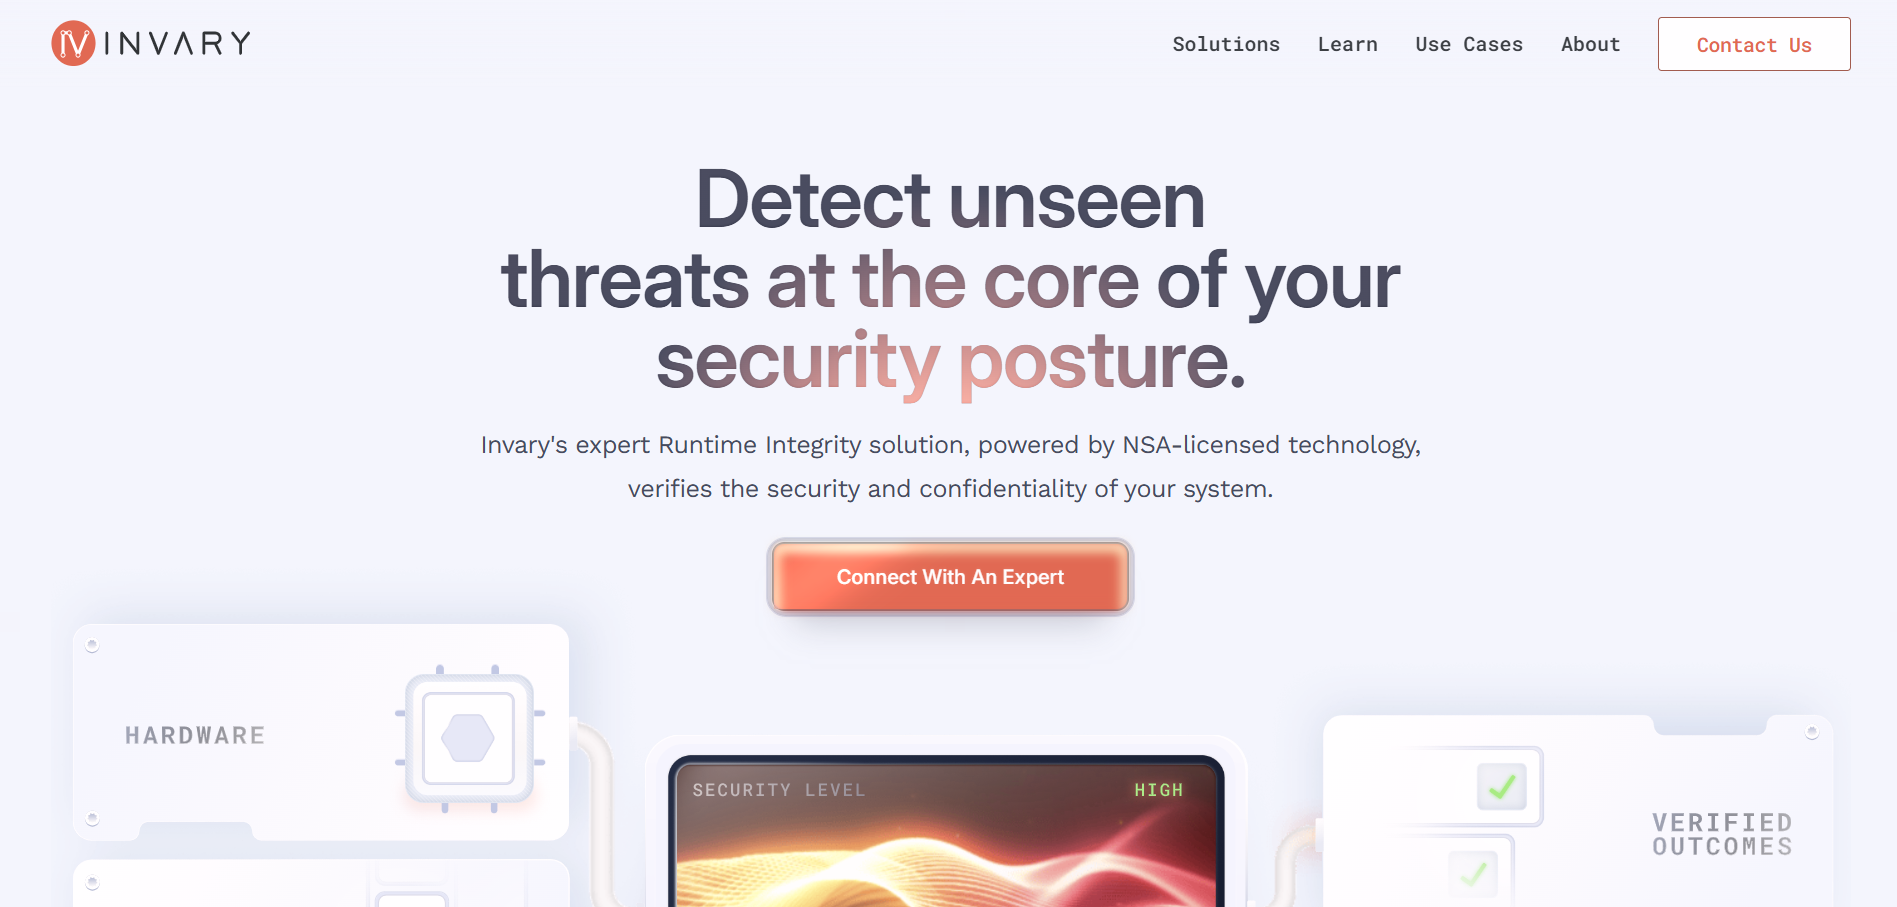 INVARY
Solutions
Learn
Use Cases
About
Contact Us
Detect unseen
threats at the core of your
security posture.
Invary's expert Runtime Integrity solution, powered by NSA-licensed technology,
verifies the security and confidentiality of your system.
Connect With An Expert
HARDWARE
SECURITY LEVEL
HIGH
VERIFIED
OUTCOMES